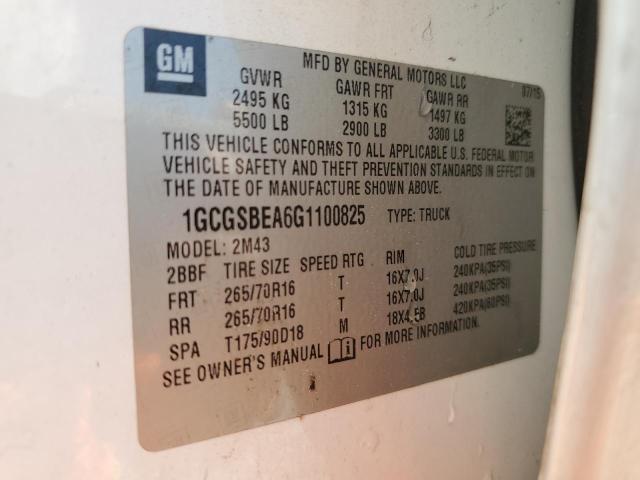 GM
MFD BY GENERAL MOTORS LLC
07/15
GVWR GAWR FRT GAWR RR
2495 KG 1315 KG 1497 KG
5500 LB 2900 LB 3300 LB
THIS VEHICLE CONFORMS TO ALL APPLICABLE U.S. FEDERAL MOTOR
VEHICLE SAFETY AND THEFT PREVENTION STANDARDS IN EFFECT ON
THE DATE OF MANUFACTURE SHOWN ABOVE.
1GCGSBEA6G1100825 TYPE: TRUCK
MODEL: 2M43
2BBF TIRE SIZE SPEED RTG RIM COLD TIRE PRESSURE
FRT 265/70R16 T 16X7.0J 240KPA(35PSI)
RR 265/70R16 T 16X7.0J 240KPA(35PSI)
SPA T175/90D18 M 18X4.5B 420KPA(60PSI)
SEE OWNER'S MANUAL FOR MORE INFORMATION.